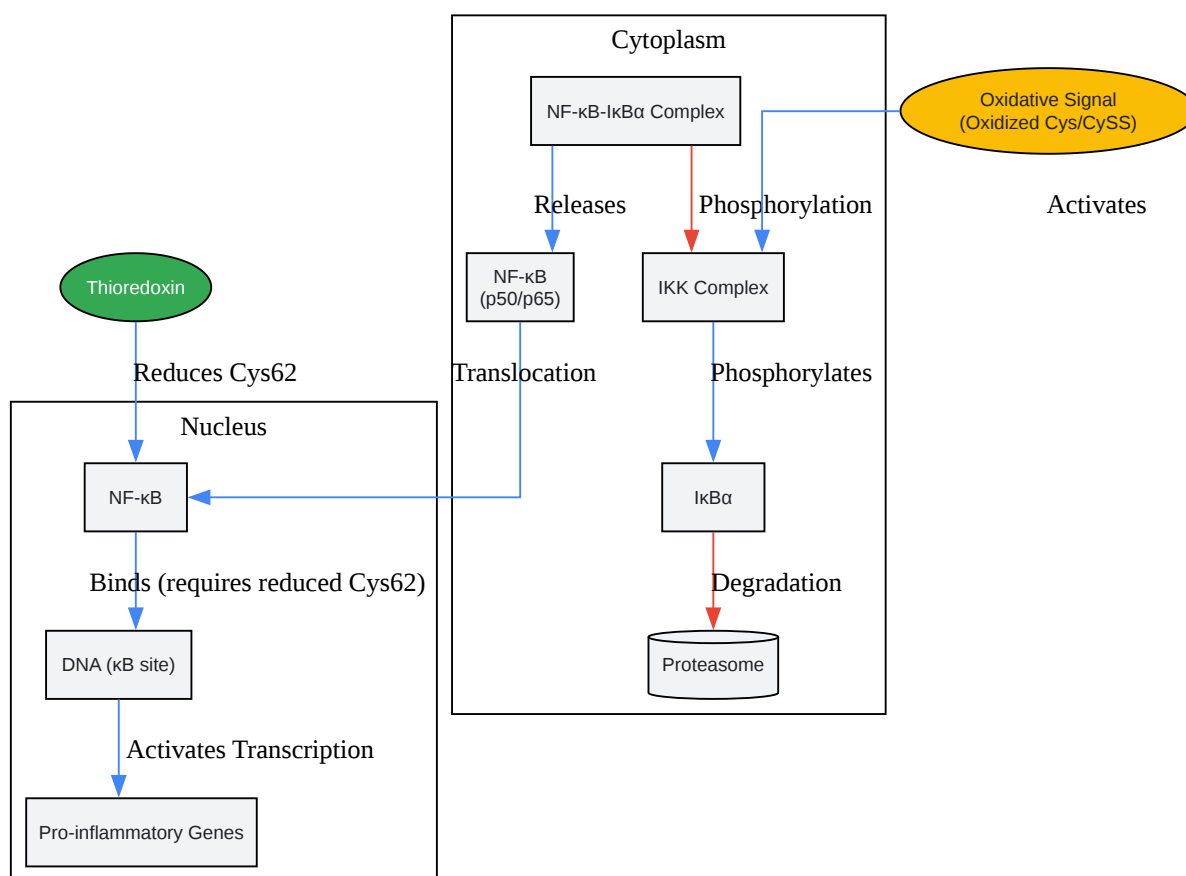 Cytoplasm
NF-κB-IκBα Complex
Oxidative Signal
(Oxidized Cys/CySS)
Releases
Phosphorylation
Activates
Thioredoxin
NF-κB
(p50/p65)
IKK Complex
Reduces Cys62
Translocation
Phosphorylates
Nucleus
NF-κB
IκBα
Binds (requires reduced Cys62)
Degradation
DNA (κB site)
Proteasome
Activates Transcription
Pro-inflammatory Genes